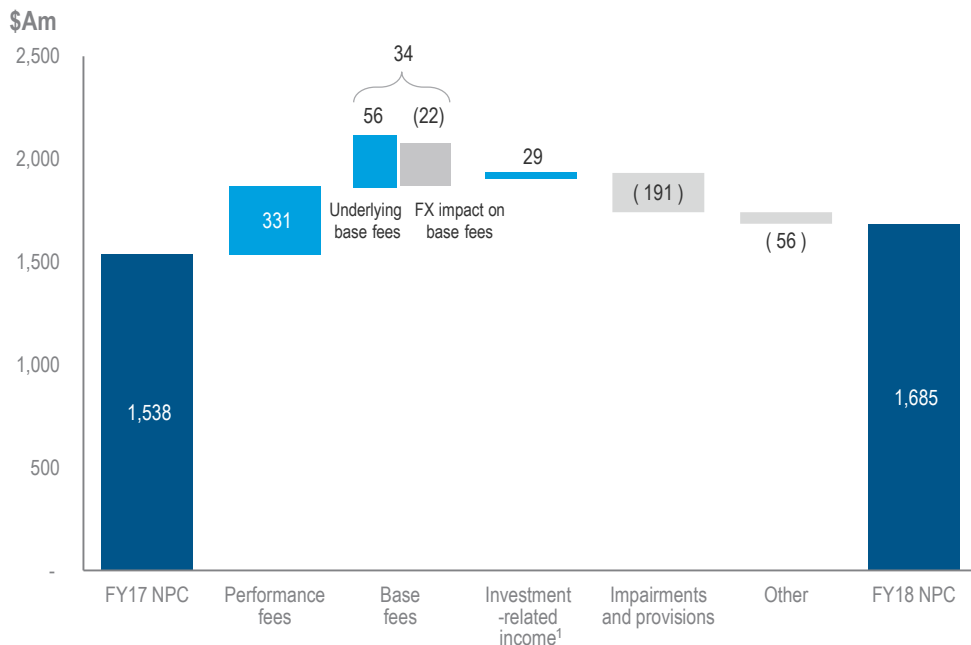 $Am
2,500
2,000
1,500
1,000
500
-
34
56
(22)
29
331
Underlying
base fees
FX impact on
base fees
( 191 )
( 56 )
1,538
1,685
FY17 NPC
Performance
fees
Base
fees
Investment
-related
income¹
Impairments
and provisions
Other
FY18 NPC